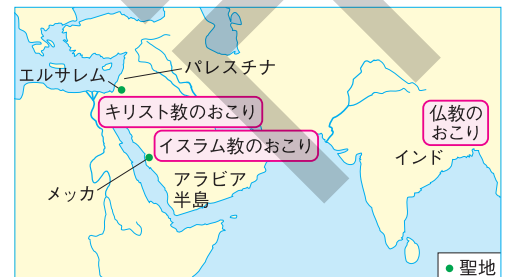 パレスチナ
エルサレム
キリスト教のおこり
仏教の
おこり
イスラム教のおこり
インド
メッカ
アラビア
半島
聖地